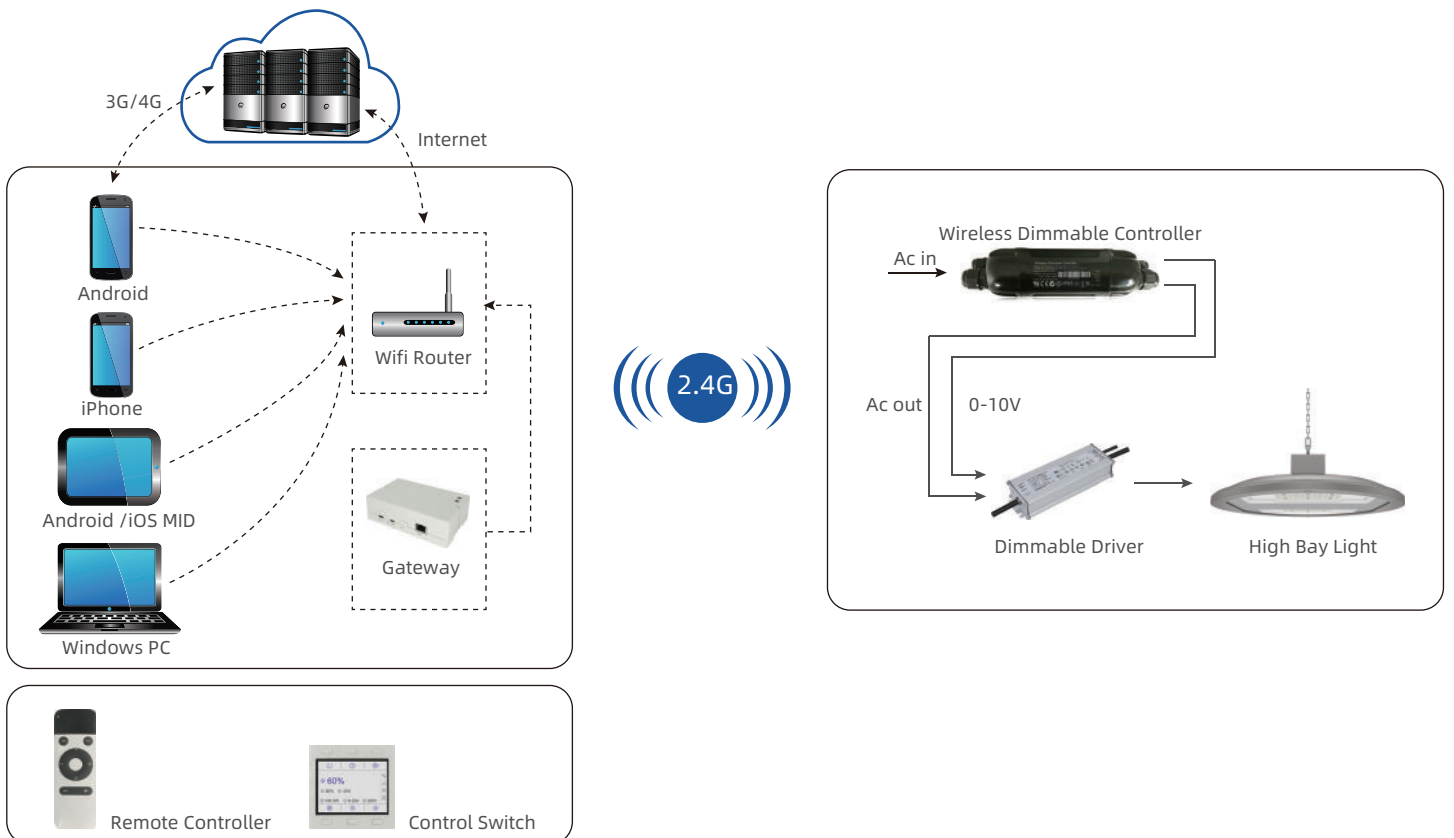 3G/4G
Internet
Android
iPhone
Android /iOS MID
Windows PC
Wifi Router
Gateway
2.4G
Wireless Dimmable Controller
Ac in
Ac out
0-10V
Dimmable Driver
High Bay Light
60%
Remote Controller
Control Switch